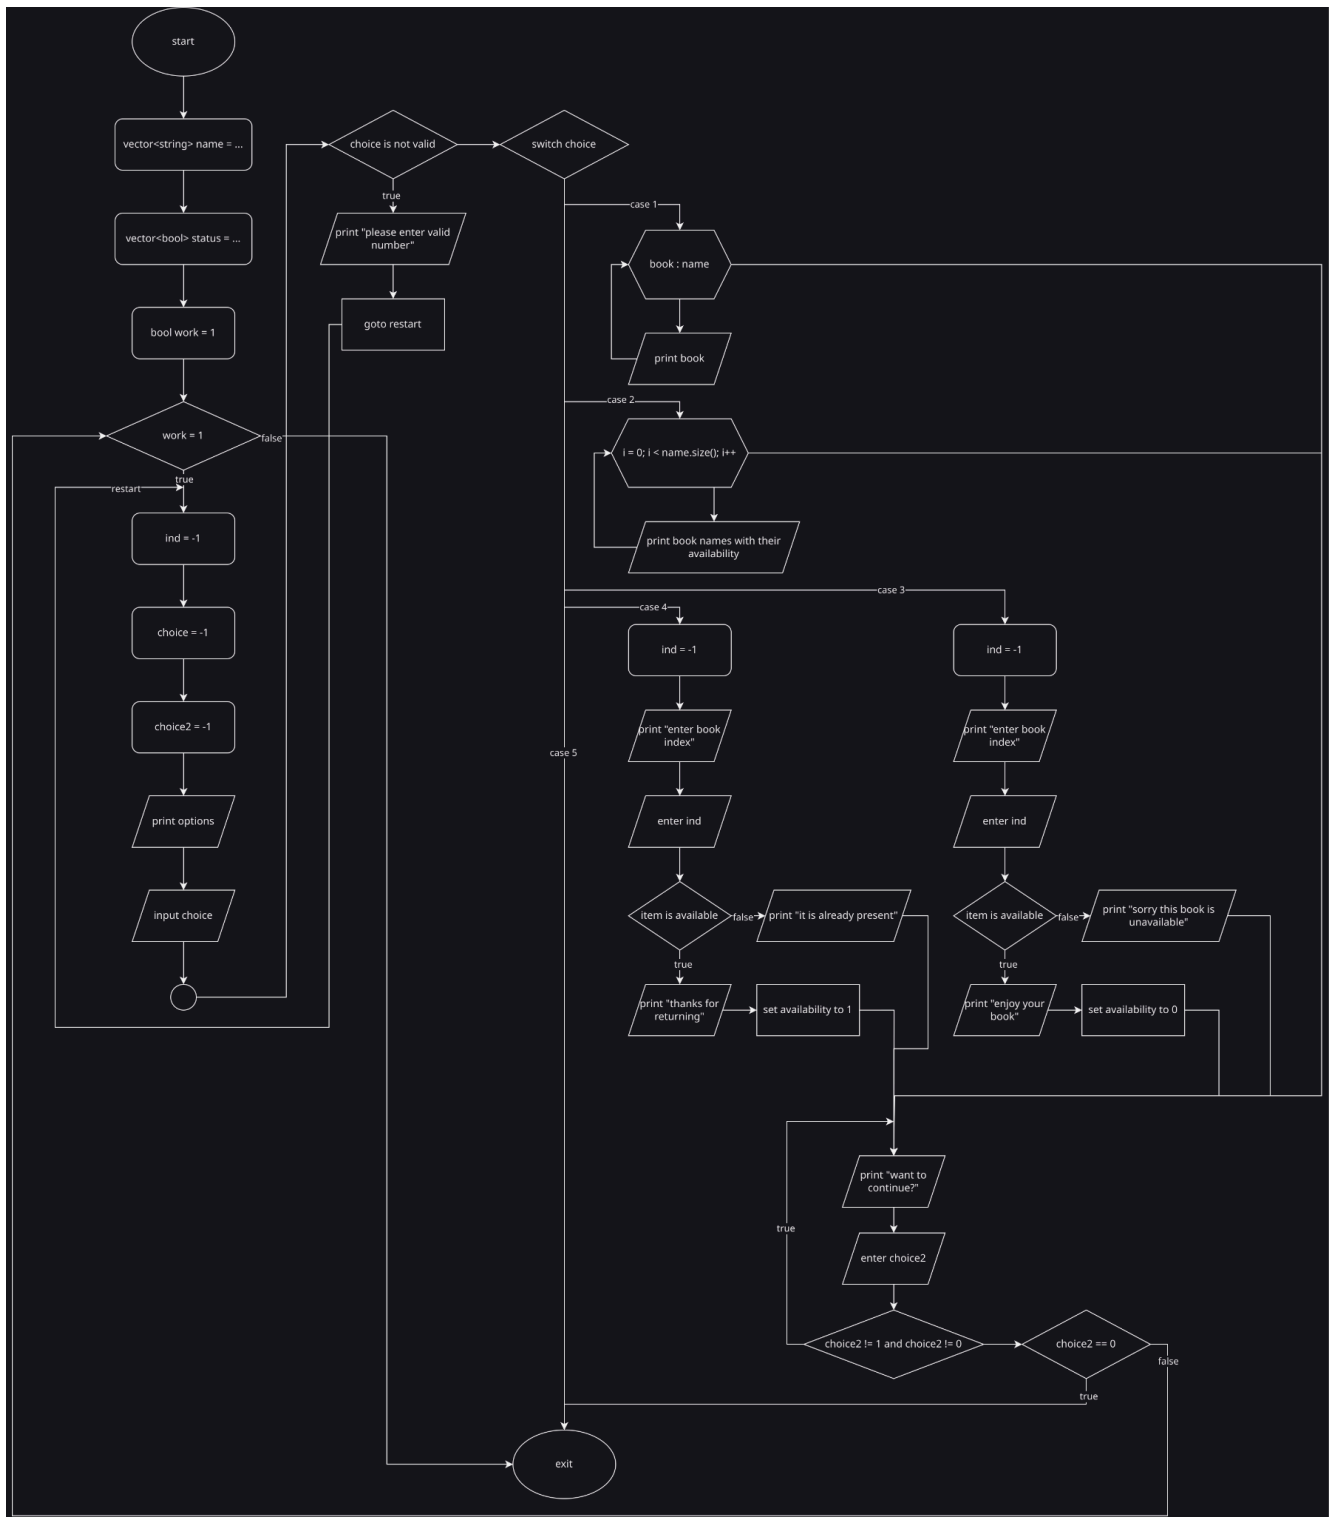 start
vector<string> name = ...
vector<bool> status = ...
bool work = 1
work = 1
false
true
restart
ind = -1
choice = -1
choice2 = -1
print options
input choice
choice is not valid
true
print "please enter valid
number"
goto restart
switch choice
case 1
book : name
print book
case 2
i = 0; i < name.size(); i++
print book names with their
availability
case 3
case 4
case 5
ind = -1
print "enter book
index"
enter ind
item is available
false
print "it is already present"
true
print "thanks for
returning"
set availability to 1
ind = -1
print "enter book
index"
enter ind
item is available
false
print "sorry this book is
unavailable"
true
print "enjoy your
book"
set availability to 0
print "want to
continue?"
true
enter choice2
choice2 != 1 and choice2 != 0
choice2 == 0
false
true
exit